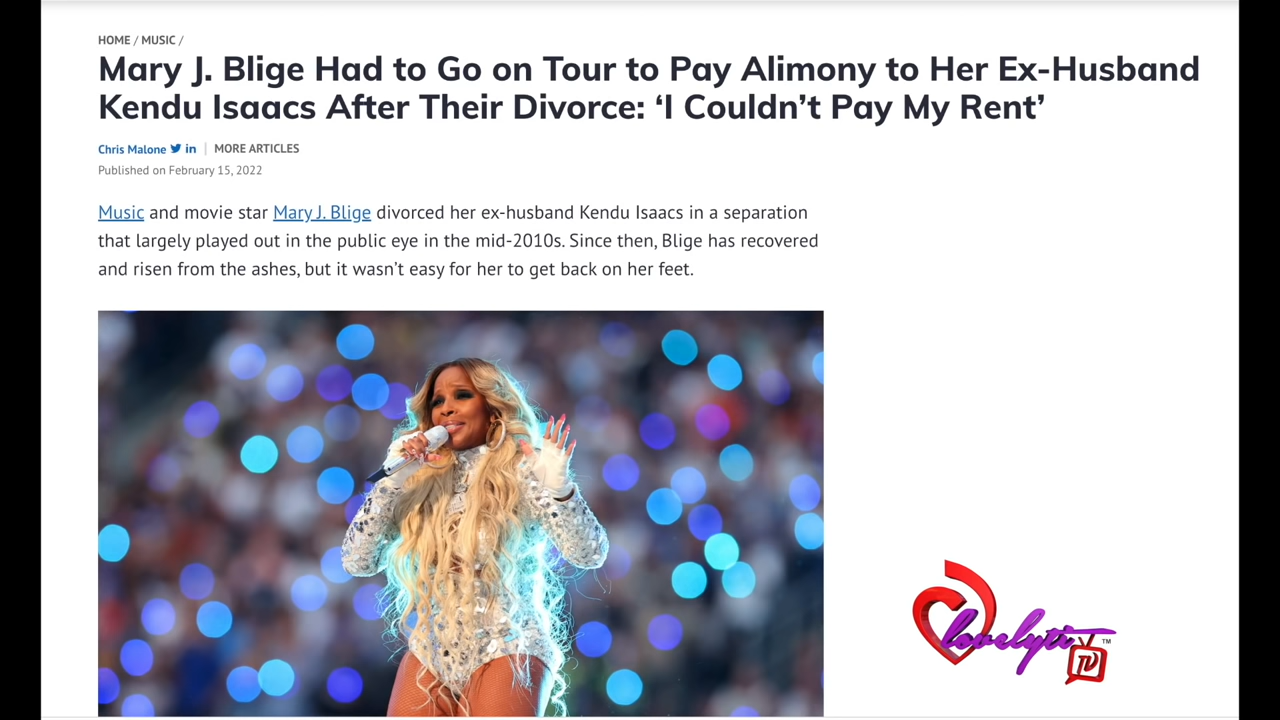 HOME / MUSIC /
Mary J. Blige Had to Go on Tour to Pay Alimony to Her Ex-Husband
Kendu Isaacs After Their Divorce: ‘I Couldn’t Pay My Rent’
Chris Malone in | MORE ARTICLES
Published on February 15, 2022
Music and movie star Mary J. Blige divorced her ex-husband Kendu Isaacs in a separation
that largely played out in the public eye in the mid-2010s. Since then, Blige has recovered
and risen from the ashes, but it wasn’t easy for her to get back on her feet.
lovelyti
TV
TM